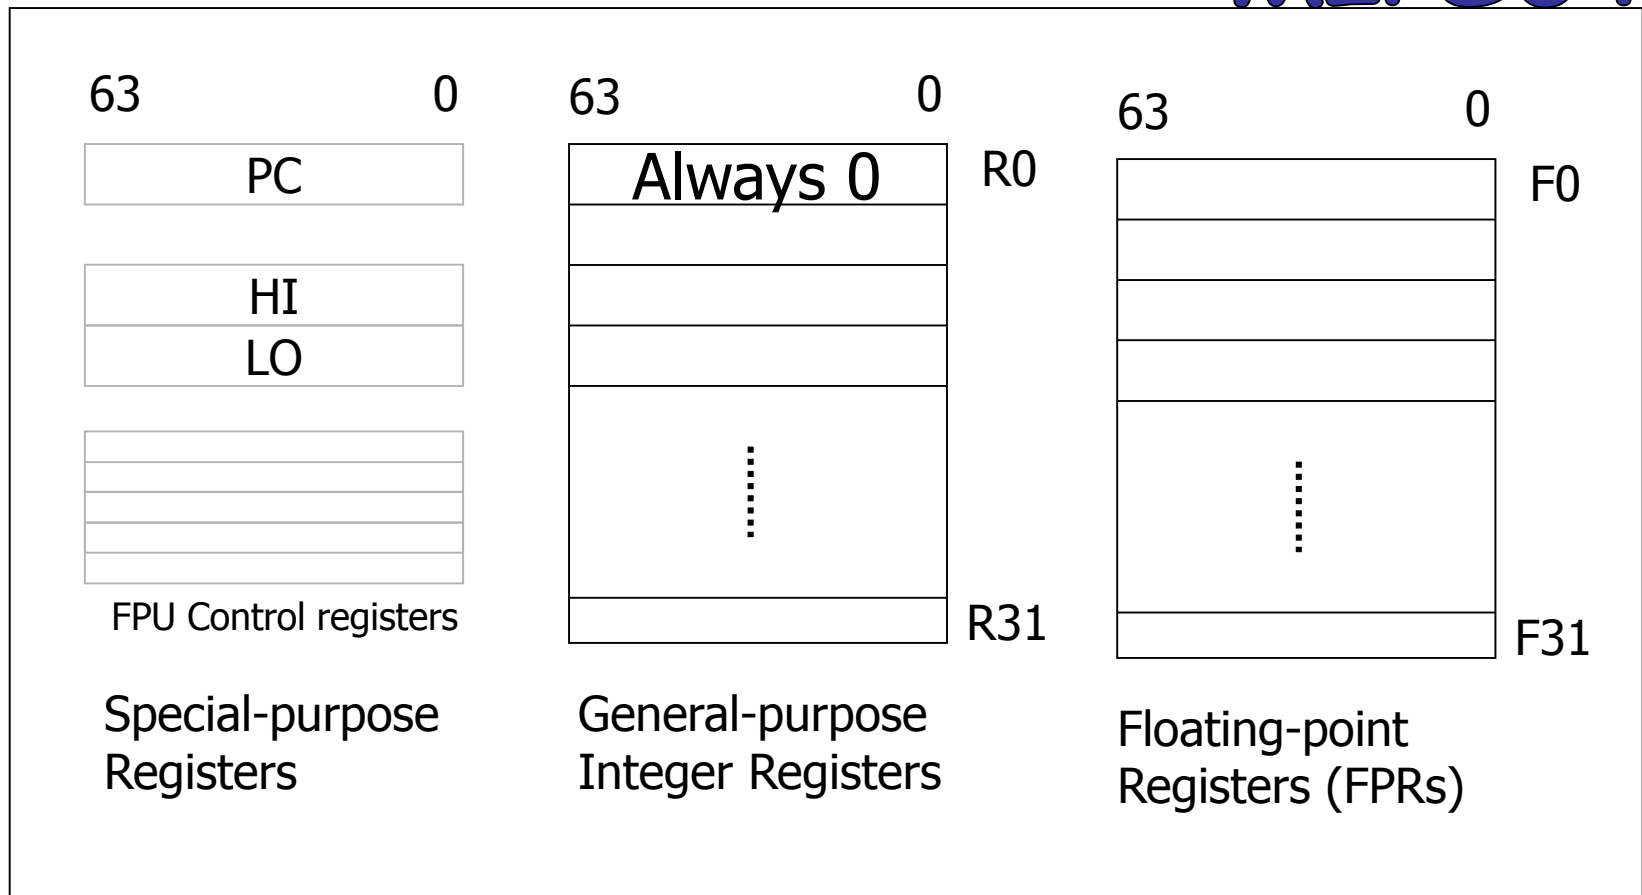 63 0
PC
HI
LO
FPU Control registers
Special-purpose
Registers
63 0
Always 0
R0
R31
General-purpose
Integer Registers
63 0
F0
F31
Floating-point
Registers (FPRs)